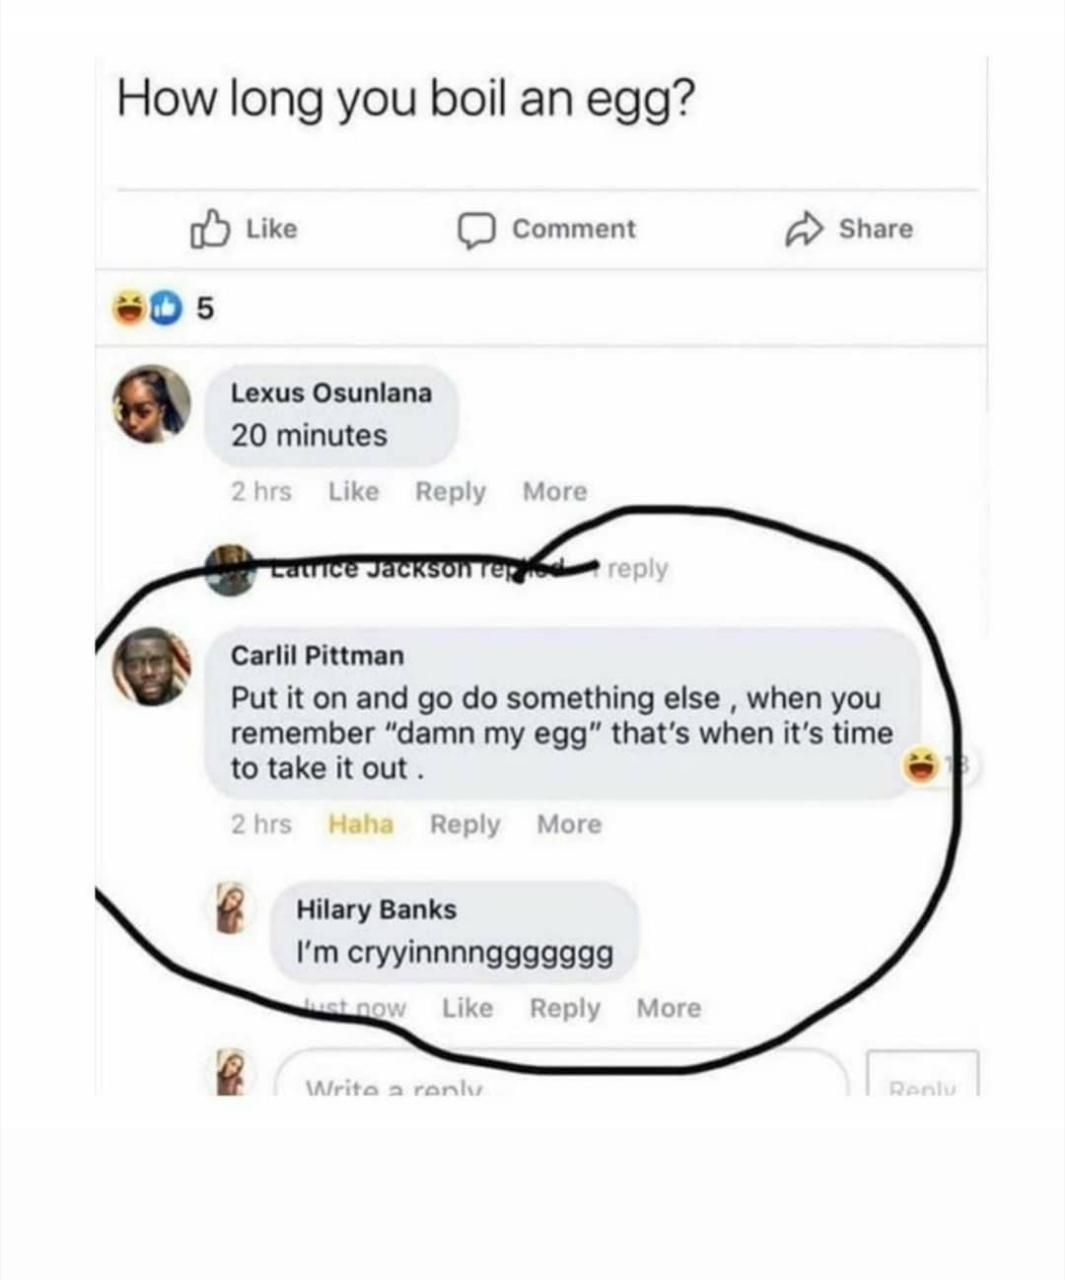 How long you boil an egg?
Like Comment Share
5
Lexus Osunlana
20 minutes
2 hrs Like Reply More
Latrice Jackson replied 1 reply
Carlil Pittman
Put it on and go do something else , when you
remember "damn my egg" that's when it's time
to take it out .
13
2 hrs Haha Reply More
Hilary Banks
I'm cryyinnnnggggggg
Just now Like Reply More
Write a reply
Reply